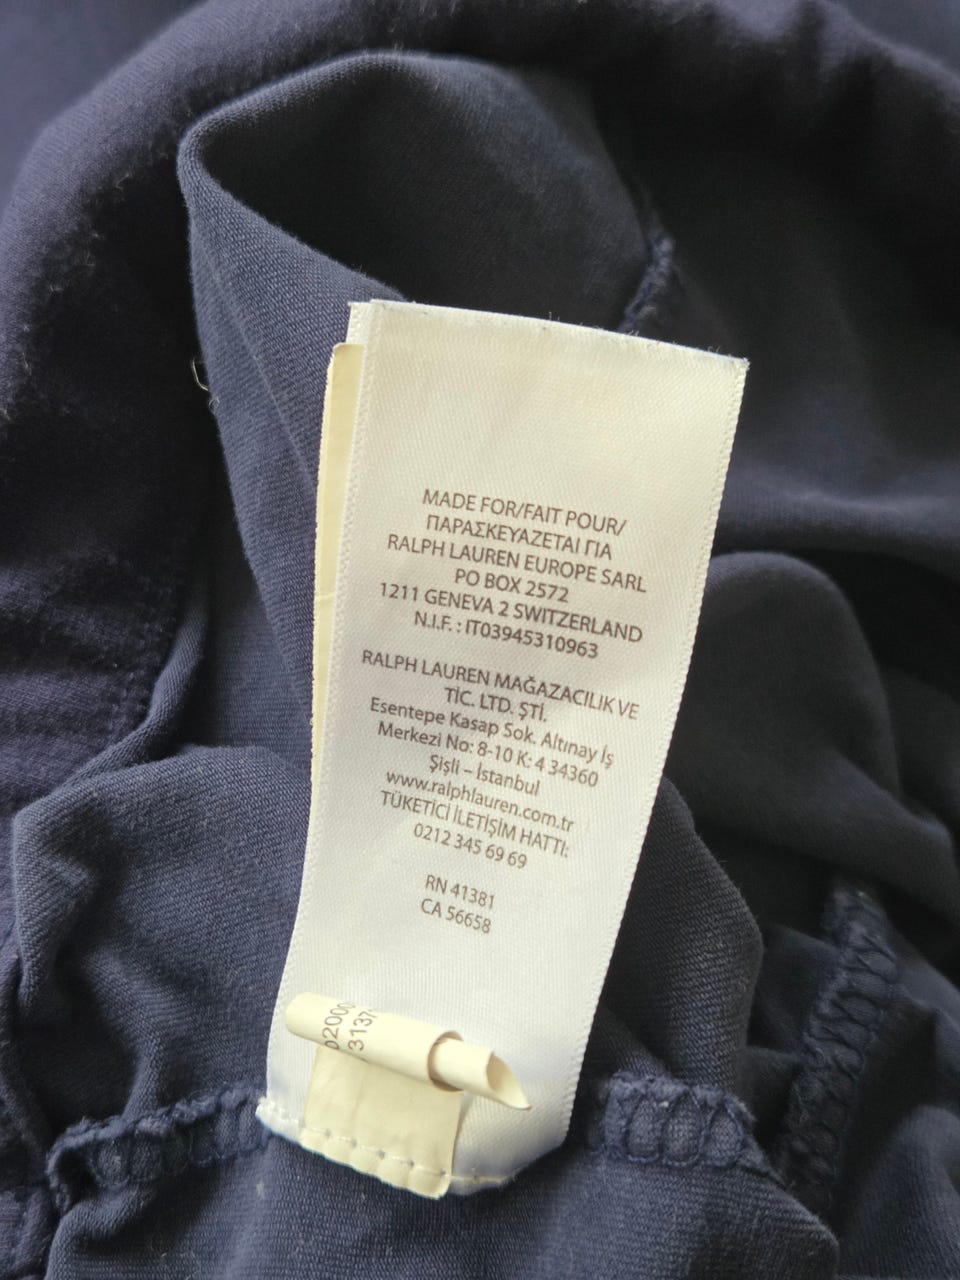 MADE FOR/FAIT POUR/
ΠΑΡΑΣΚΕΥΑΖΕΤΑΙ ΓΙΑ
RALPH LAUREN EUROPE SARL
PO BOX 2572
1211 GENEVA 2 SWITZERLAND
N.I.F. : IT03945310963
RALPH LAUREN MAĞAZACILIK VE
TİC. LTD. ŞTİ.
Esentepe Kasap Sok. Altınay İş
Merkezi No: 8-10 K: 4 34360
Şişli – İstanbul
www.ralphlauren.com.tr
TÜKETİCİ İLETİŞİM HATTI:
0212 345 69 69
RN 41381
CA 56658